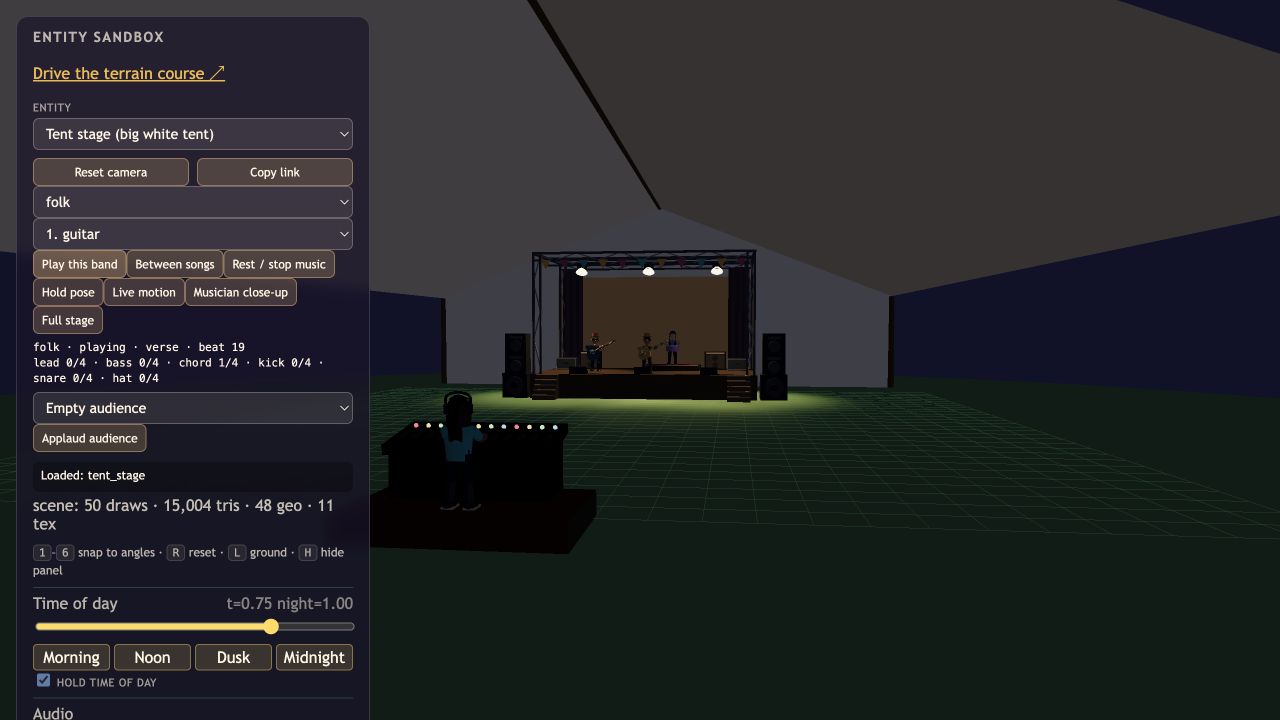 ENTITY SANDBOX
Drive the terrain course ↗
ENTITY
Tent stage (big white tent)
Reset camera
Copy link
folk
1. guitar
Play this band
Between songs
Rest / stop music
Hold pose
Live motion
Musician close-up
Full stage
folk · playing · verse · beat 19
lead 0/4 · bass 0/4 · chord 1/4 · kick 0/4 ·
snare 0/4 · hat 0/4
Empty audience
Applaud audience
Loaded: tent_stage
scene: 50 draws · 15,004 tris · 48 geo · 11
tex
1-6 snap to angles · R reset · L ground · H hide
panel
Time of day t=0.75 night=1.00
Morning
Noon
Dusk
Midnight
HOLD TIME OF DAY
Audio